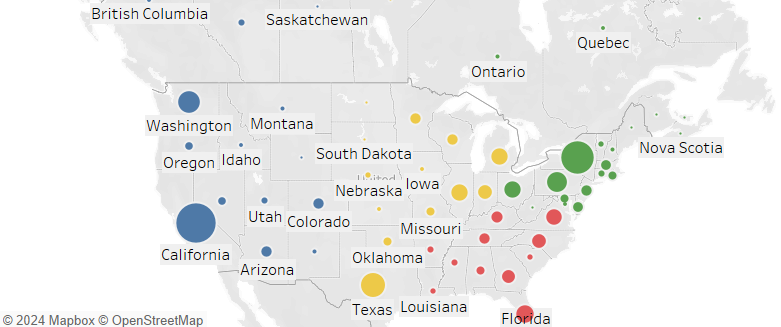 British Columbia
Saskatchewan
Quebec
Ontario
Washington
Montana
Nova Scotia
Oregon
Idaho
South Dakota
United
Nebraska
Iowa
Utah
Colorado
Missouri
California
Arizona
Oklahoma
Texas
Louisiana
Florida
© 2024 Mapbox © OpenStreetMap